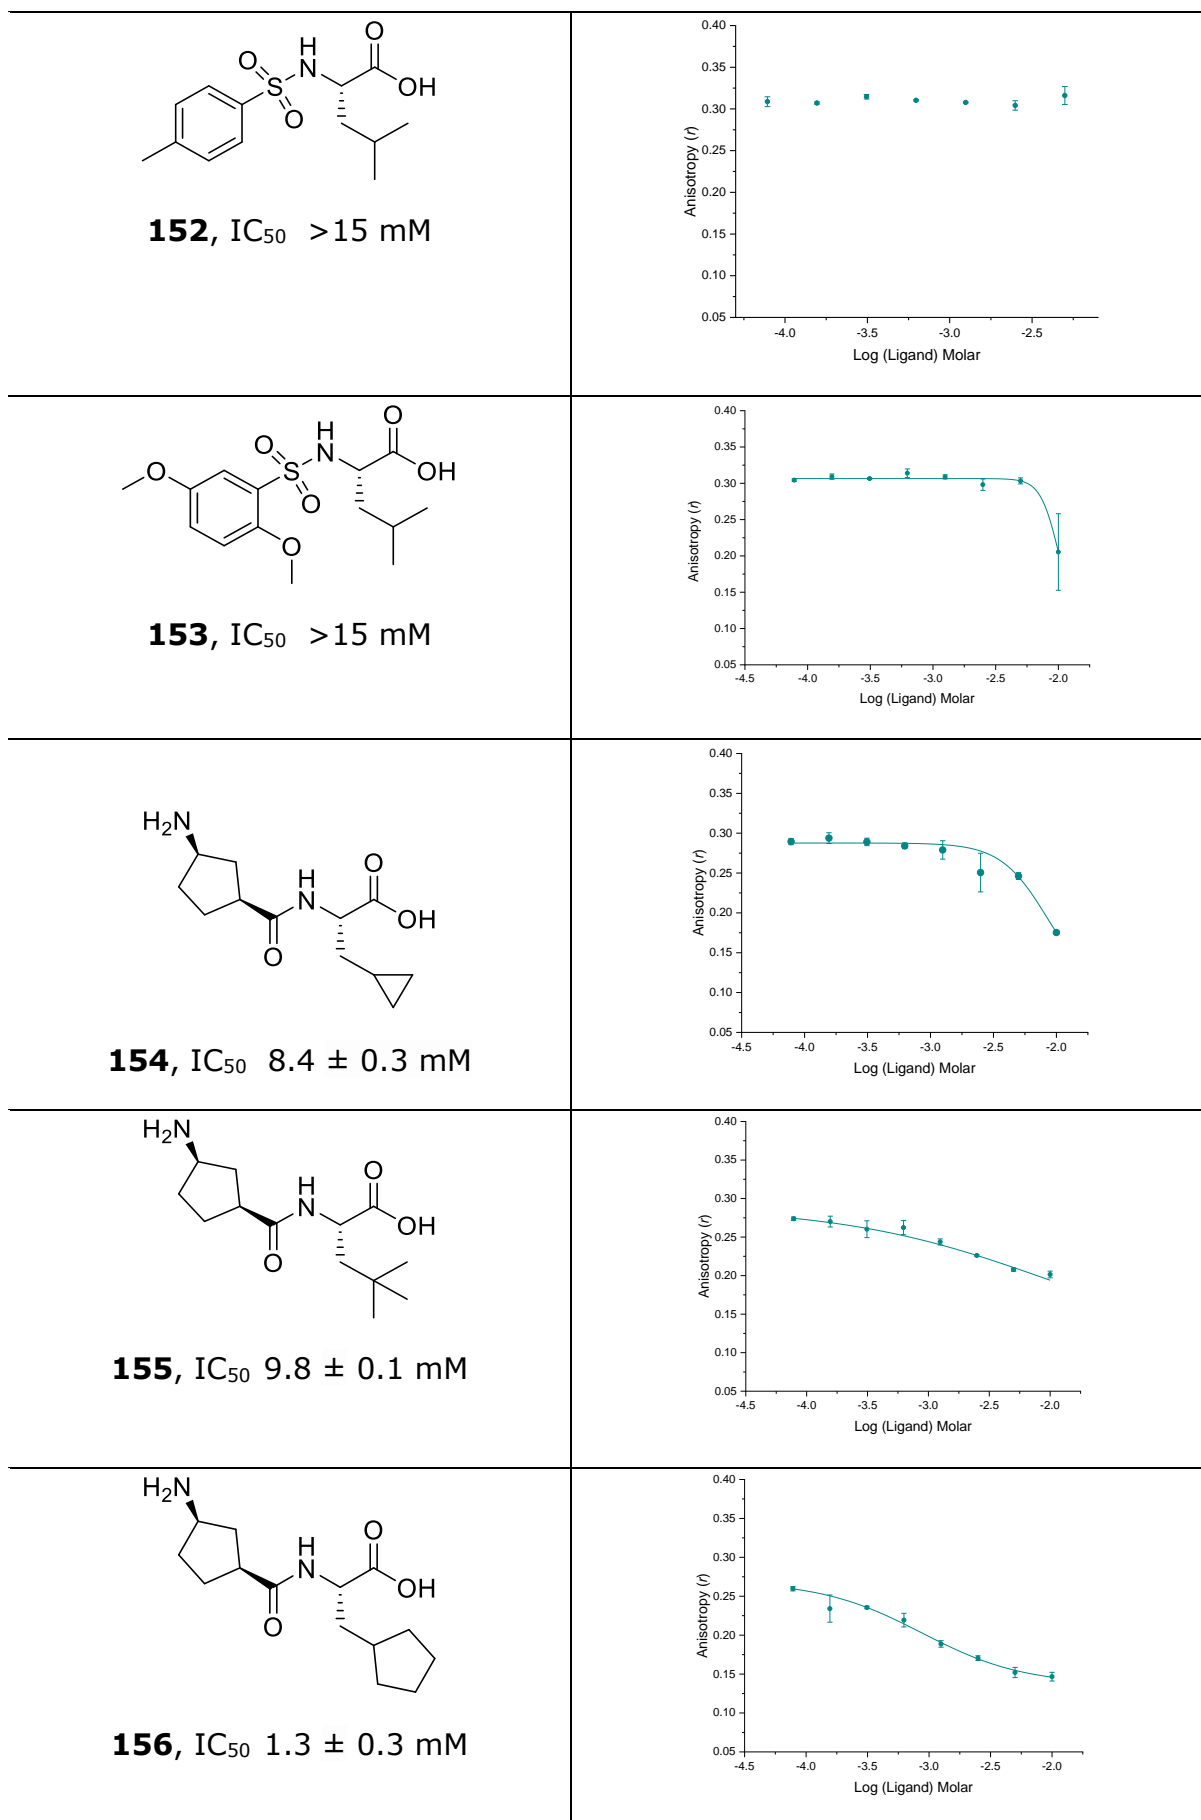 H
N
O
O
S
O
OH
152, IC50 >15 mM
0.40
0.35
0.30
0.25
0.20
0.15
0.10
0.05
Anisotropy (r)
-4.0 -3.5 -3.0 -2.5
Log (Ligand) Molar
O
H
N
O
O
S
O
OH
O
153, IC50 >15 mM
0.40
0.35
0.30
0.25
0.20
0.15
0.10
0.05
Anisotropy (r)
-4.5 -4.0 -3.5 -3.0 -2.5 -2.0
Log (Ligand) Molar
H2N
H
N
O
O
OH
154, IC50 8.4 ± 0.3 mM
0.40
0.35
0.30
0.25
0.20
0.15
0.10
0.05
Anisotropy (r)
-4.5 -4.0 -3.5 -3.0 -2.5 -2.0
Log (Ligand) Molar
H2N
H
N
O
O
OH
155, IC50 9.8 ± 0.1 mM
0.40
0.35
0.30
0.25
0.20
0.15
0.10
0.05
Anisotropy (r)
-4.5 -4.0 -3.5 -3.0 -2.5 -2.0
Log (Ligand) Molar
H2N
H
N
O
O
OH
156, IC50 1.3 ± 0.3 mM
0.40
0.35
0.30
0.25
0.20
0.15
0.10
0.05
Anisotropy (r)
-4.5 -4.0 -3.5 -3.0 -2.5 -2.0
Log (Ligand) Molar